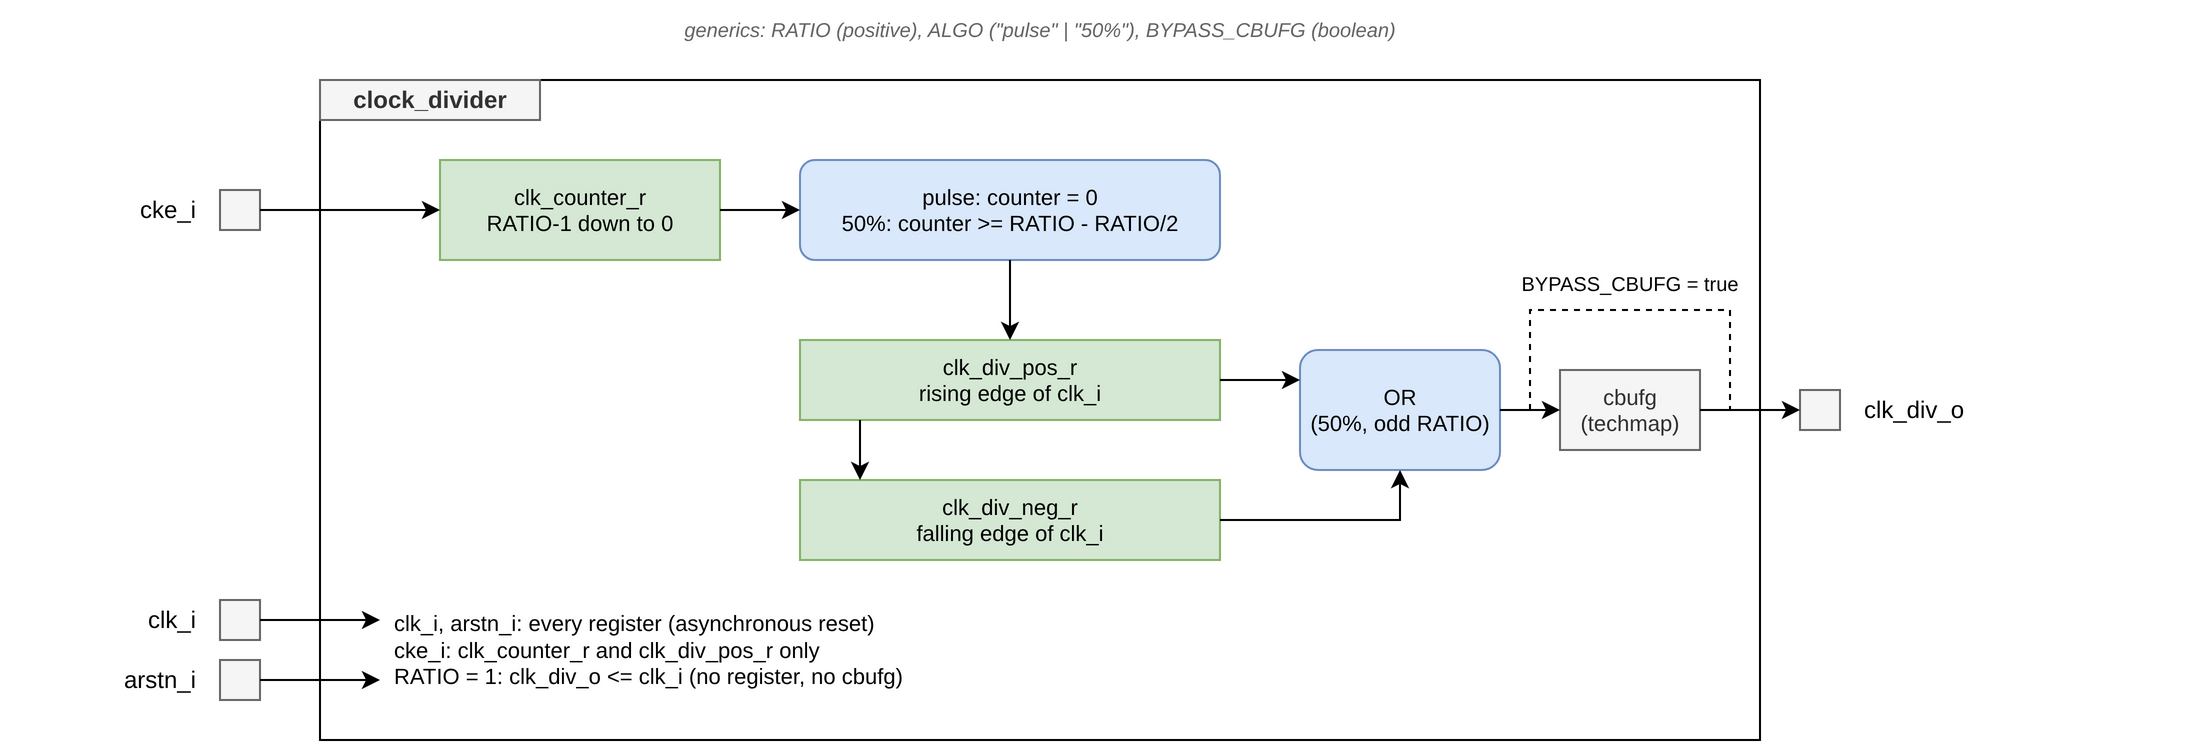 generics: RATIO (positive), ALGO ("pulse" | "50%"), BYPASS_CBUFG (boolean)
clock_divider
cke_i
clk_counter_r
RATIO-1 down to 0
pulse: counter = 0
50%: counter >= RATIO - RATIO/2
BYPASS_CBUFG = true
clk_div_pos_r
rising edge of clk_i
OR
(50%, odd RATIO)
cbufg
(techmap)
clk_div_o
clk_div_neg_r
falling edge of clk_i
clk_i
arstn_i
clk_i, arstn_i: every register (asynchronous reset)
cke_i: clk_counter_r and clk_div_pos_r only
RATIO = 1: clk_div_o <= clk_i (no register, no cbufg)